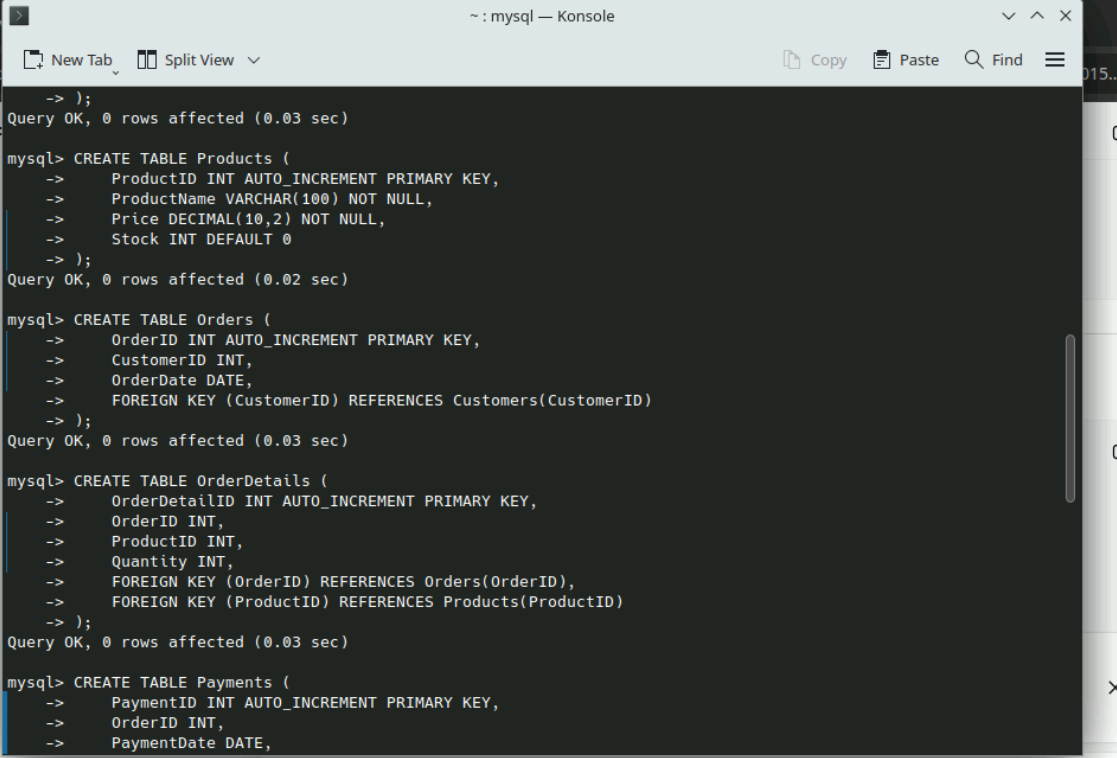 ~ : mysql — Konsole
New Tab Split View Copy Paste Find
015..
    -> );
Query OK, 0 rows affected (0.03 sec)

mysql> CREATE TABLE Products (
    ->     ProductID INT AUTO_INCREMENT PRIMARY KEY,
    ->     ProductName VARCHAR(100) NOT NULL,
    ->     Price DECIMAL(10,2) NOT NULL,
    ->     Stock INT DEFAULT 0
    -> );
Query OK, 0 rows affected (0.02 sec)

mysql> CREATE TABLE Orders (
    ->     OrderID INT AUTO_INCREMENT PRIMARY KEY,
    ->     CustomerID INT,
    ->     OrderDate DATE,
    ->     FOREIGN KEY (CustomerID) REFERENCES Customers(CustomerID)
    -> );
Query OK, 0 rows affected (0.03 sec)

mysql> CREATE TABLE OrderDetails (
    ->     OrderDetailID INT AUTO_INCREMENT PRIMARY KEY,
    ->     OrderID INT,
    ->     ProductID INT,
    ->     Quantity INT,
    ->     FOREIGN KEY (OrderID) REFERENCES Orders(OrderID),
    ->     FOREIGN KEY (ProductID) REFERENCES Products(ProductID)
    -> );
Query OK, 0 rows affected (0.03 sec)

mysql> CREATE TABLE Payments (
    ->     PaymentID INT AUTO_INCREMENT PRIMARY KEY,
    ->     OrderID INT,
    ->     PaymentDate DATE,